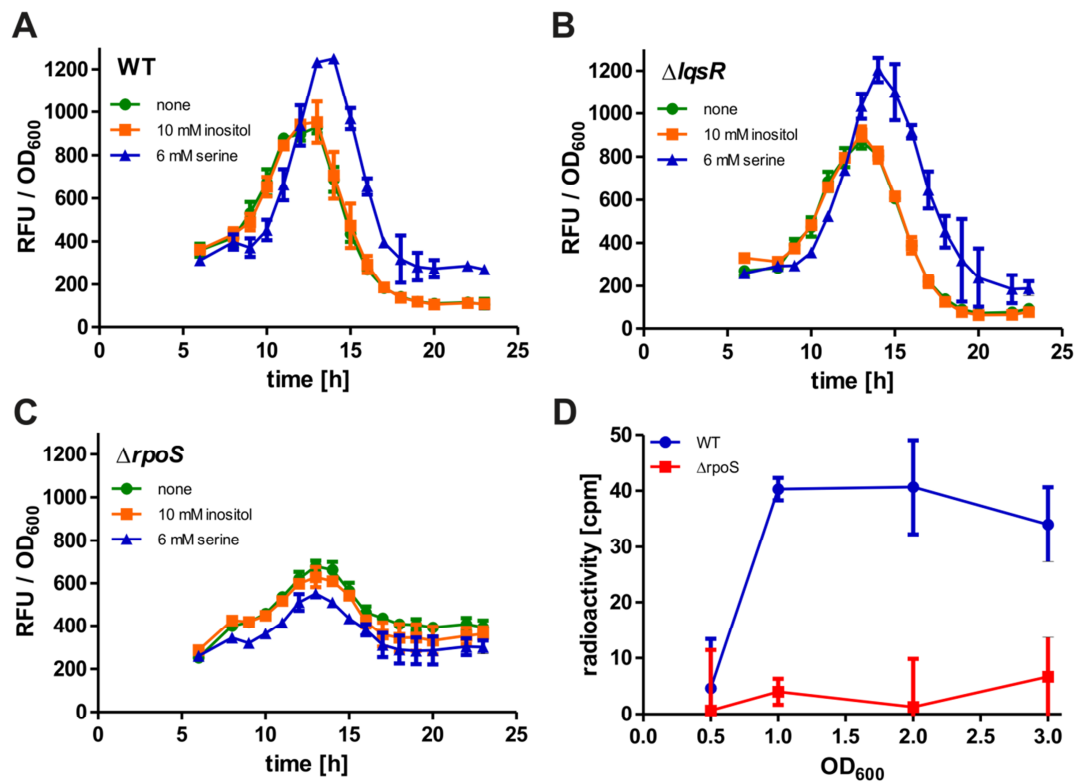 A
WT
none
10 mM inositol
6 mM serine
RFU / OD600
1200
1000
800
600
400
200
0
0 5 10 15 20 25
time [h]
B
ΔlqsR
none
10 mM inositol
6 mM serine
RFU / OD600
1200
1000
800
600
400
200
0
0 5 10 15 20 25
time [h]
C
ΔrpoS
none
10 mM inositol
6 mM serine
RFU / OD600
1200
1000
800
600
400
200
0
0 5 10 15 20 25
time [h]
D
WT
ΔrpoS
radioactivity [cpm]
50
40
30
20
10
0
0.0 0.5 1.0 2.0 2.5 3.0
OD600